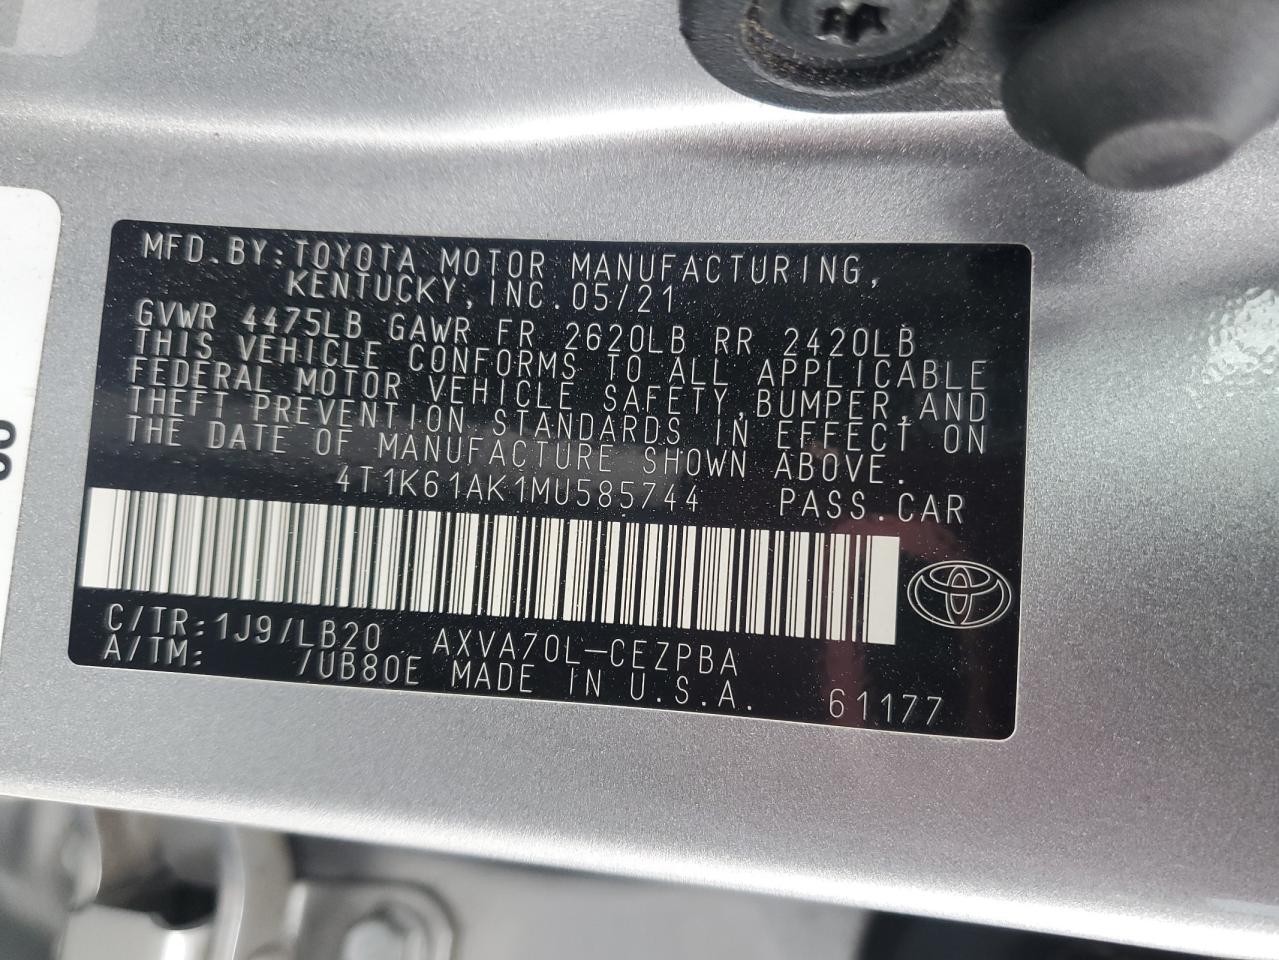 MFD.BY:TOYOTA MOTOR MANUFACTURING,
KENTUCKY,INC.05/21
GVWR 4475LB GAWR FR 2620LB RR 2420LB
THIS VEHICLE CONFORMS TO ALL APPLICABLE
FEDERAL MOTOR VEHICLE SAFETY,BUMPER,AND
THEFT PREVENTION STANDARDS IN EFFECT ON
THE DATE OF MANUFACTURE SHOWN ABOVE.
4T1K61AK1MU585744 PASS.CAR
C/TR:1J9/LB20 AXVA70L-CEZPBA
A/TM: /UB80E MADE IN U.S.A. 61177